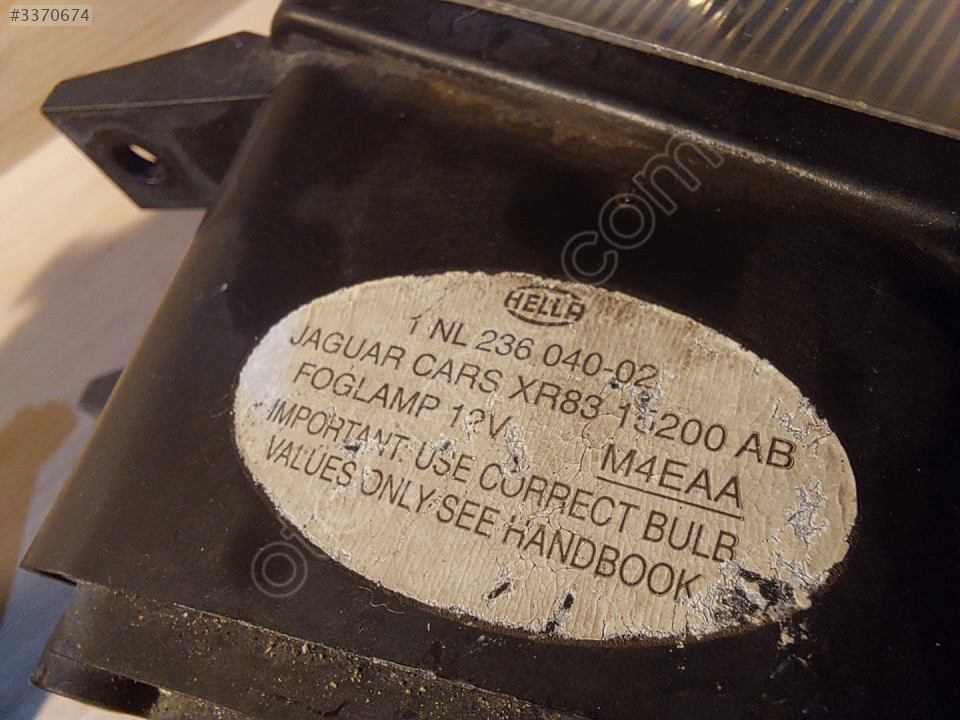 #3370674
HELLA
1 NL 236 040-02
JAGUAR CARS XR83 15200 AB
FOGLAMP 12V
M4EAA
IMPORTANT: USE CORRECT BULB
VALUES ONLY SEE HANDBOOK
.com